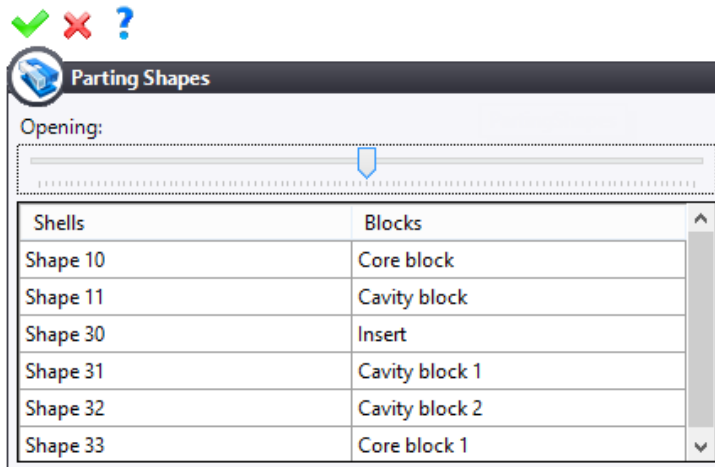 ?
Parting Shapes
Opening:
Shells Blocks
Shape 10 Core block
Shape 11 Cavity block
Shape 30 Insert
Shape 31 Cavity block 1
Shape 32 Cavity block 2
Shape 33 Core block 1